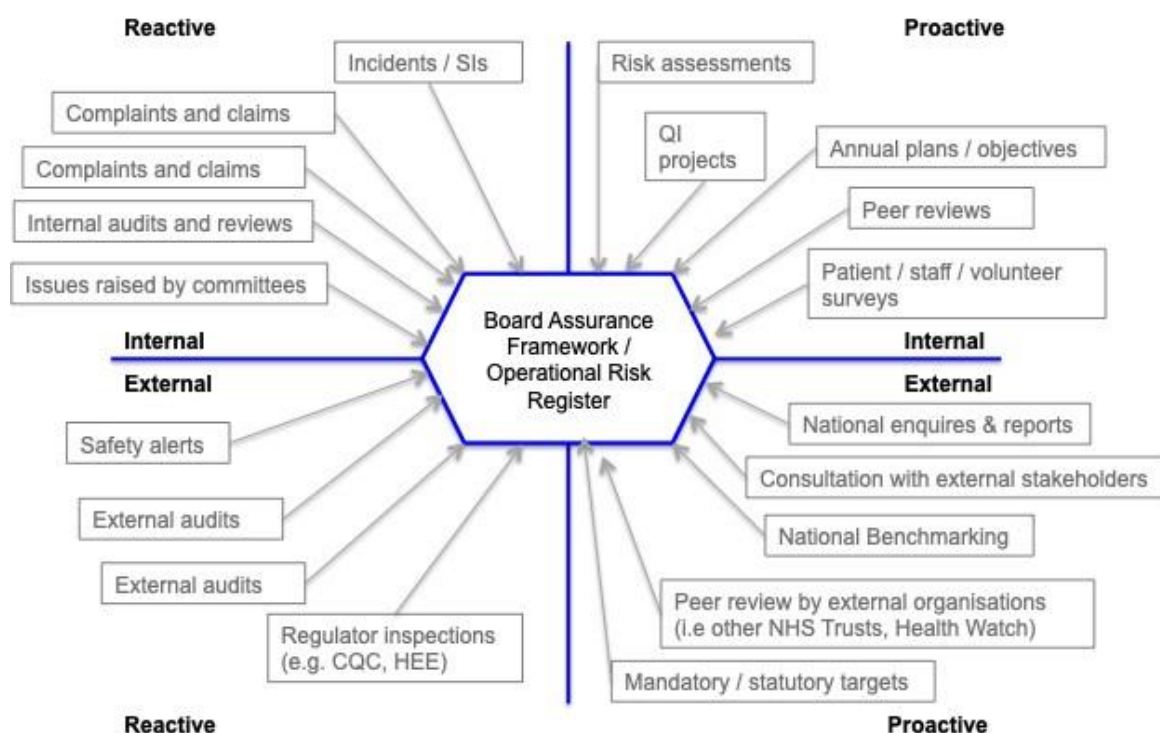 Reactive
Proactive
Incidents / SIs
Risk assessments
Complaints and claims
QI
projects
Annual plans / objectives
Complaints and claims
Peer reviews
Internal audits and reviews
Patient / staff / volunteer
surveys
Issues raised by committees
Board Assurance
Framework /
Operational Risk
Register
Internal
Internal
External
External
National enquires & reports
Safety alerts
Consultation with external stakeholders
External audits
National Benchmarking
External audits
Peer review by external organisations
(i.e other NHS Trusts, Health Watch)
Regulator inspections
(e.g. CQC, HEE)
Mandatory / statutory targets
Reactive
Proactive